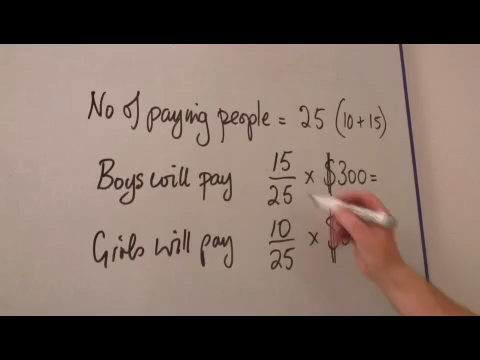 No of paying people = 25 (10+15)
Boys will pay 15/25 × $300=
Girls will pay 10/25 × $